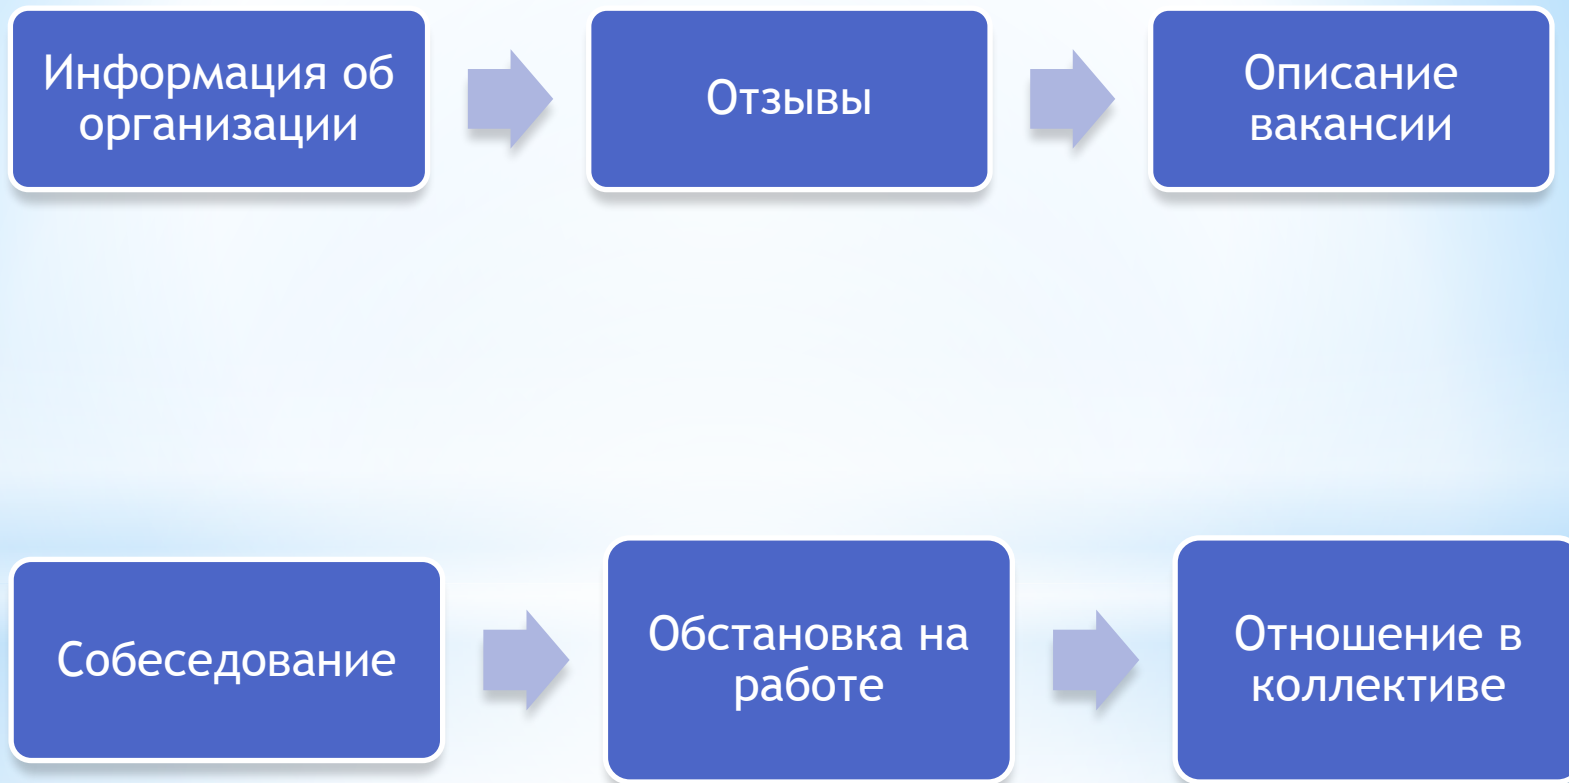 Информация об
организации
Отзывы
Описание
вакансии
Собеседование
Обстановка на
работе
Отношение в
коллективе